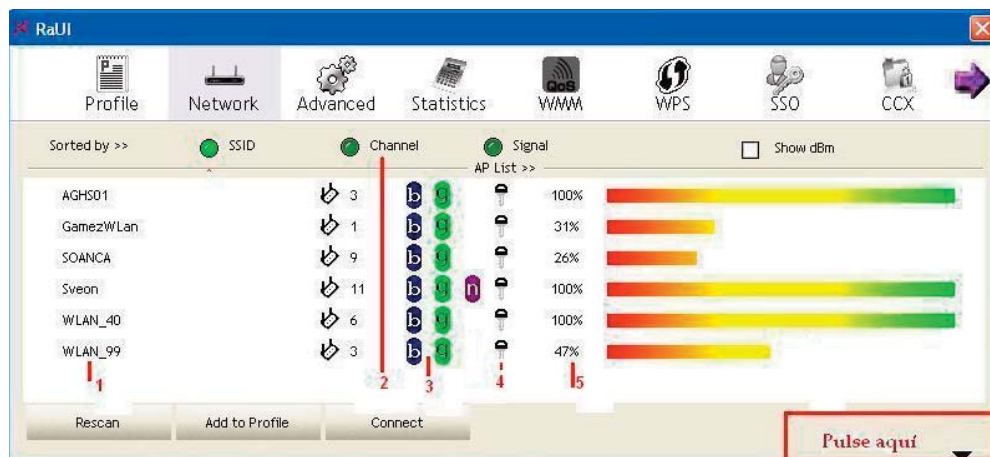 RaUI
Profile Network Advanced Statistics QoS WMM WPS SSO CCX
Sorted by >> SSID Channel Signal Show dBm
AP List >>
AGHS01 3 b g 100%
GamezWLan 1 b g 31%
SOANCA 9 b g 26%
Sveon 11 b g n 100%
WLAN_40 6 b g 100%
WLAN_99 3 b g 47%
1 2 3 4 5
Rescan Add to Profile Connect
Pulse aquí